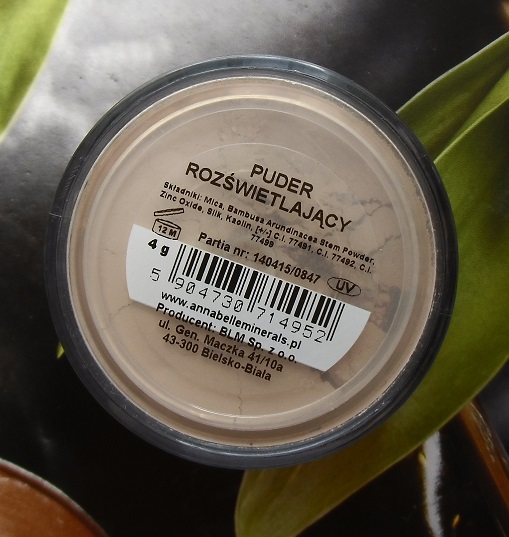 PUDER
ROZŚWIETLAJĄCY
Składniki: Mica, Bambusa Arundinacea Stem Powder,
Zinc Oxide, Silk, Kaolin, [+/-] C.I. 77491, C.I. 77492, C.I.
77499
12 M
Partia nr: 140415/0847
UV
4 g
5 904730 714952
www.annabelleminerals.pl
Producent: BLM Sp. z o.o.
ul. Gen. Maczka 41/10a
43-300 Bielsko-Biała